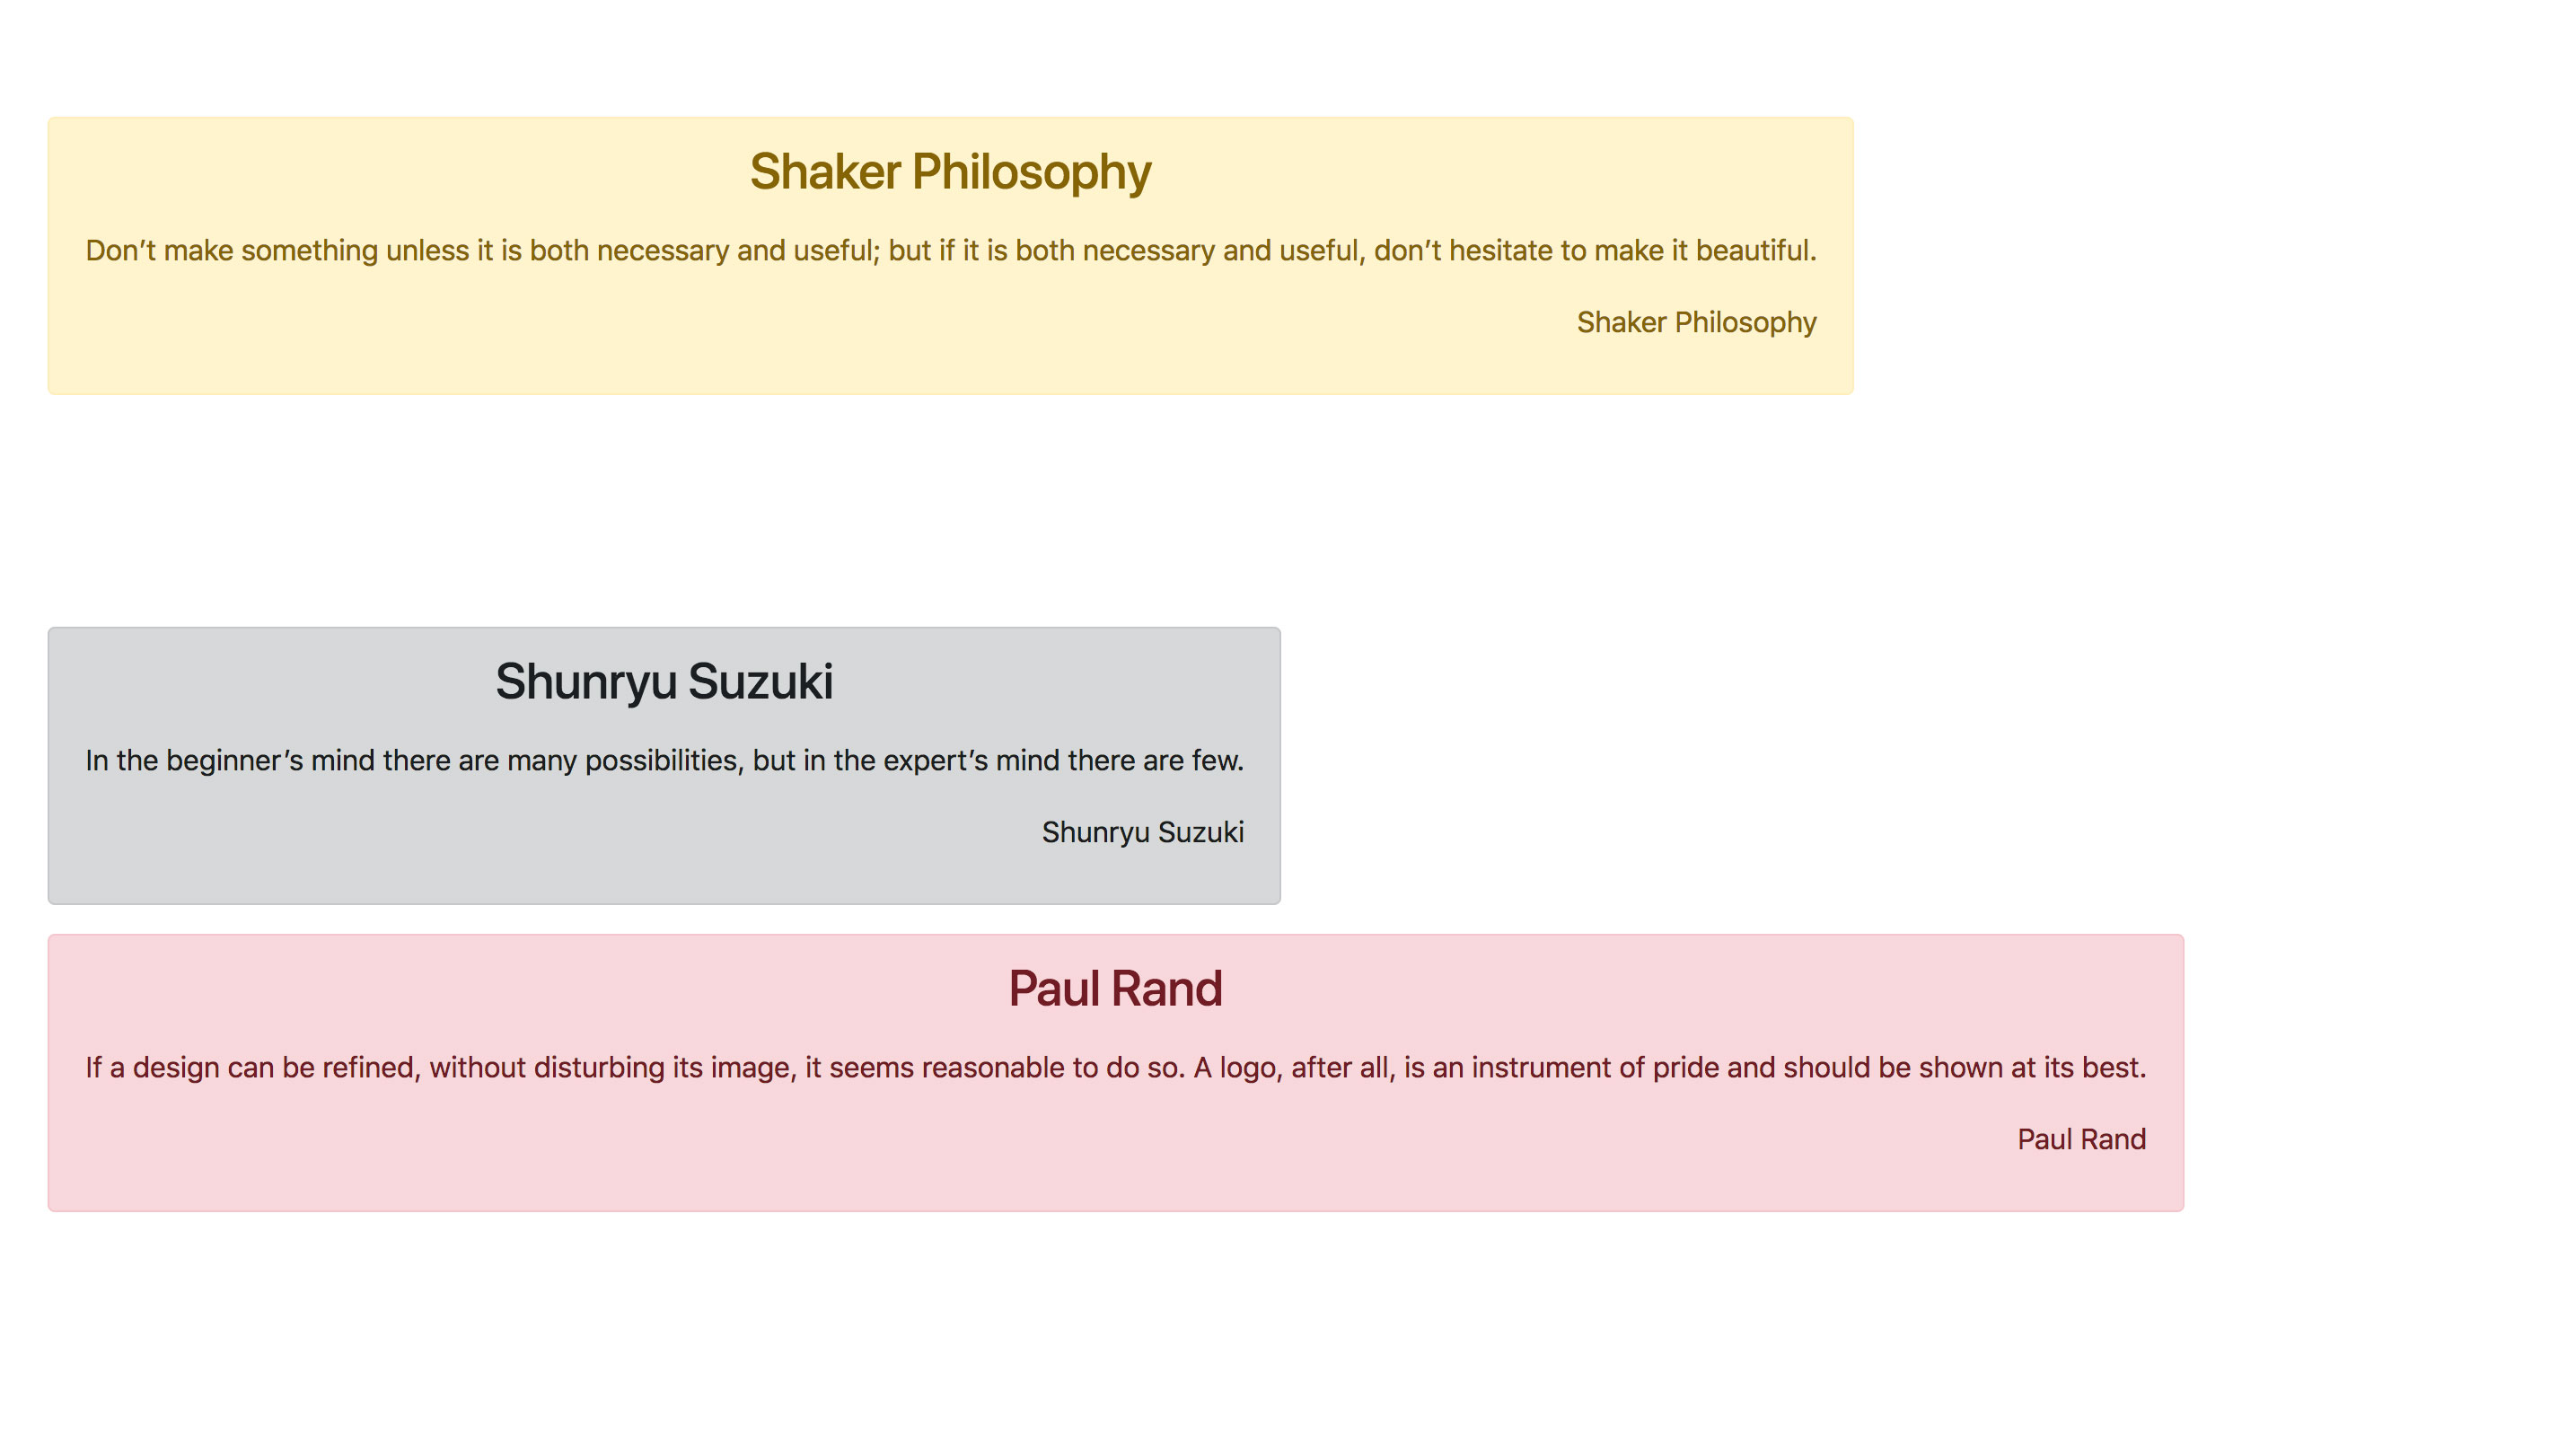 Shaker Philosophy
Don’t make something unless it is both necessary and useful; but if it is both necessary and useful, don’t hesitate to make it beautiful.
Shaker Philosophy
Shunryu Suzuki
In the beginner’s mind there are many possibilities, but in the expert’s mind there are few.
Shunryu Suzuki
Paul Rand
If a design can be refined, without disturbing its image, it seems reasonable to do so. A logo, after all, is an instrument of pride and should be shown at its best.
Paul Rand